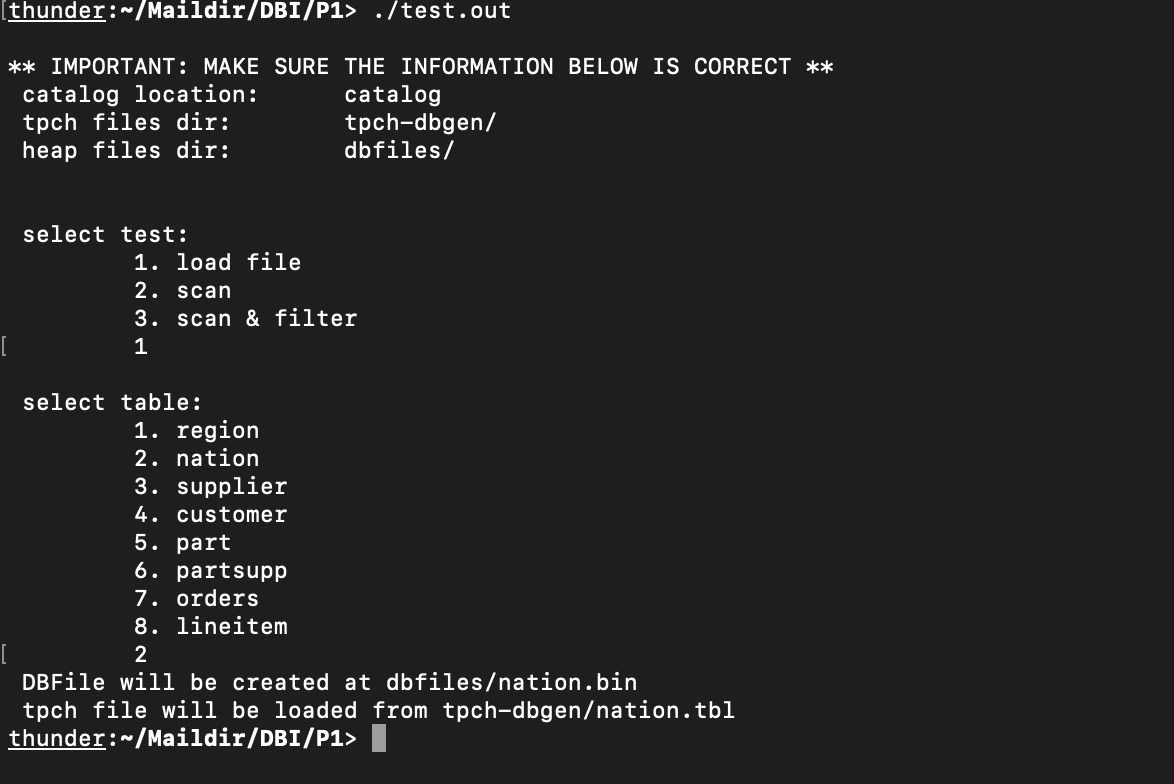 [thunder:~/Maildir/DBI/P1> ./test.out
** IMPORTANT: MAKE SURE THE INFORMATION BELOW IS CORRECT **
catalog location: catalog
tpch files dir: tpch-dbgen/
heap files dir: dbfiles/
select test:
1. load file
2. scan
3. scan & filter
[ 1
select table:
1. region
2. nation
3. supplier
4. customer
5. part
6. partsupp
7. orders
8. lineitem
[ 2
DBFile will be created at dbfiles/nation.bin
tpch file will be loaded from tpch-dbgen/nation.tbl
thunder:~/Maildir/DBI/P1>